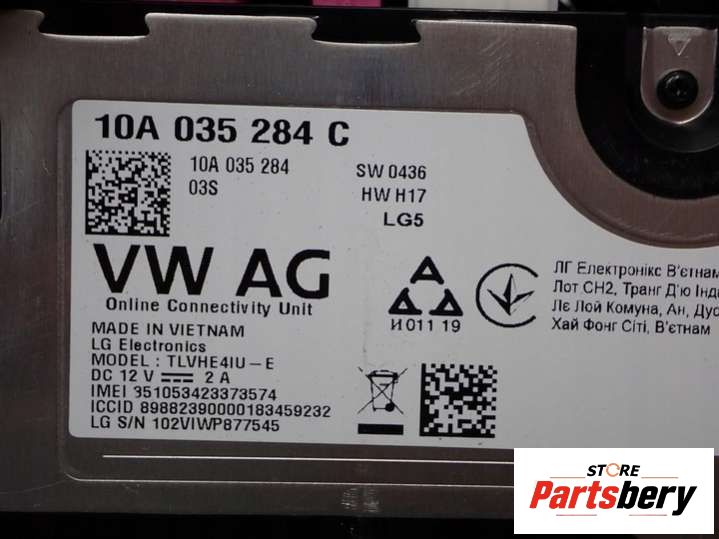 10A 035 284 C
10A 035 284
03S
SW 0436
HW H17
LG5
VW AG
Online Connectivity Unit
MADE IN VIETNAM
LG Electronics
MODEL : TLVHE4IU-E
DC 12 V 2 A
IMEI 351053423373574
ICCID 89882390000183459232
LG S/N 102VIWP877545
И 011 19
ЛГ Електронікс В'єтнам
Лот CH2, Транг Д'ю Інд
Лє Лой Комуна, Ан, Дус
Хай Фонг Сіті, В'єтнам
STORE
Partsbery